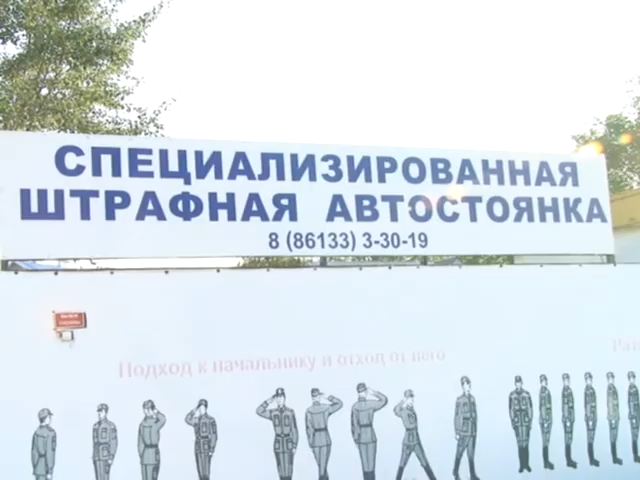 СПЕЦИАЛИЗИРОВАННАЯ
ШТРАФНАЯ АВТОСТОЯНКА
8 (86133) 3-30-19
Подход к начальнику и отход от него